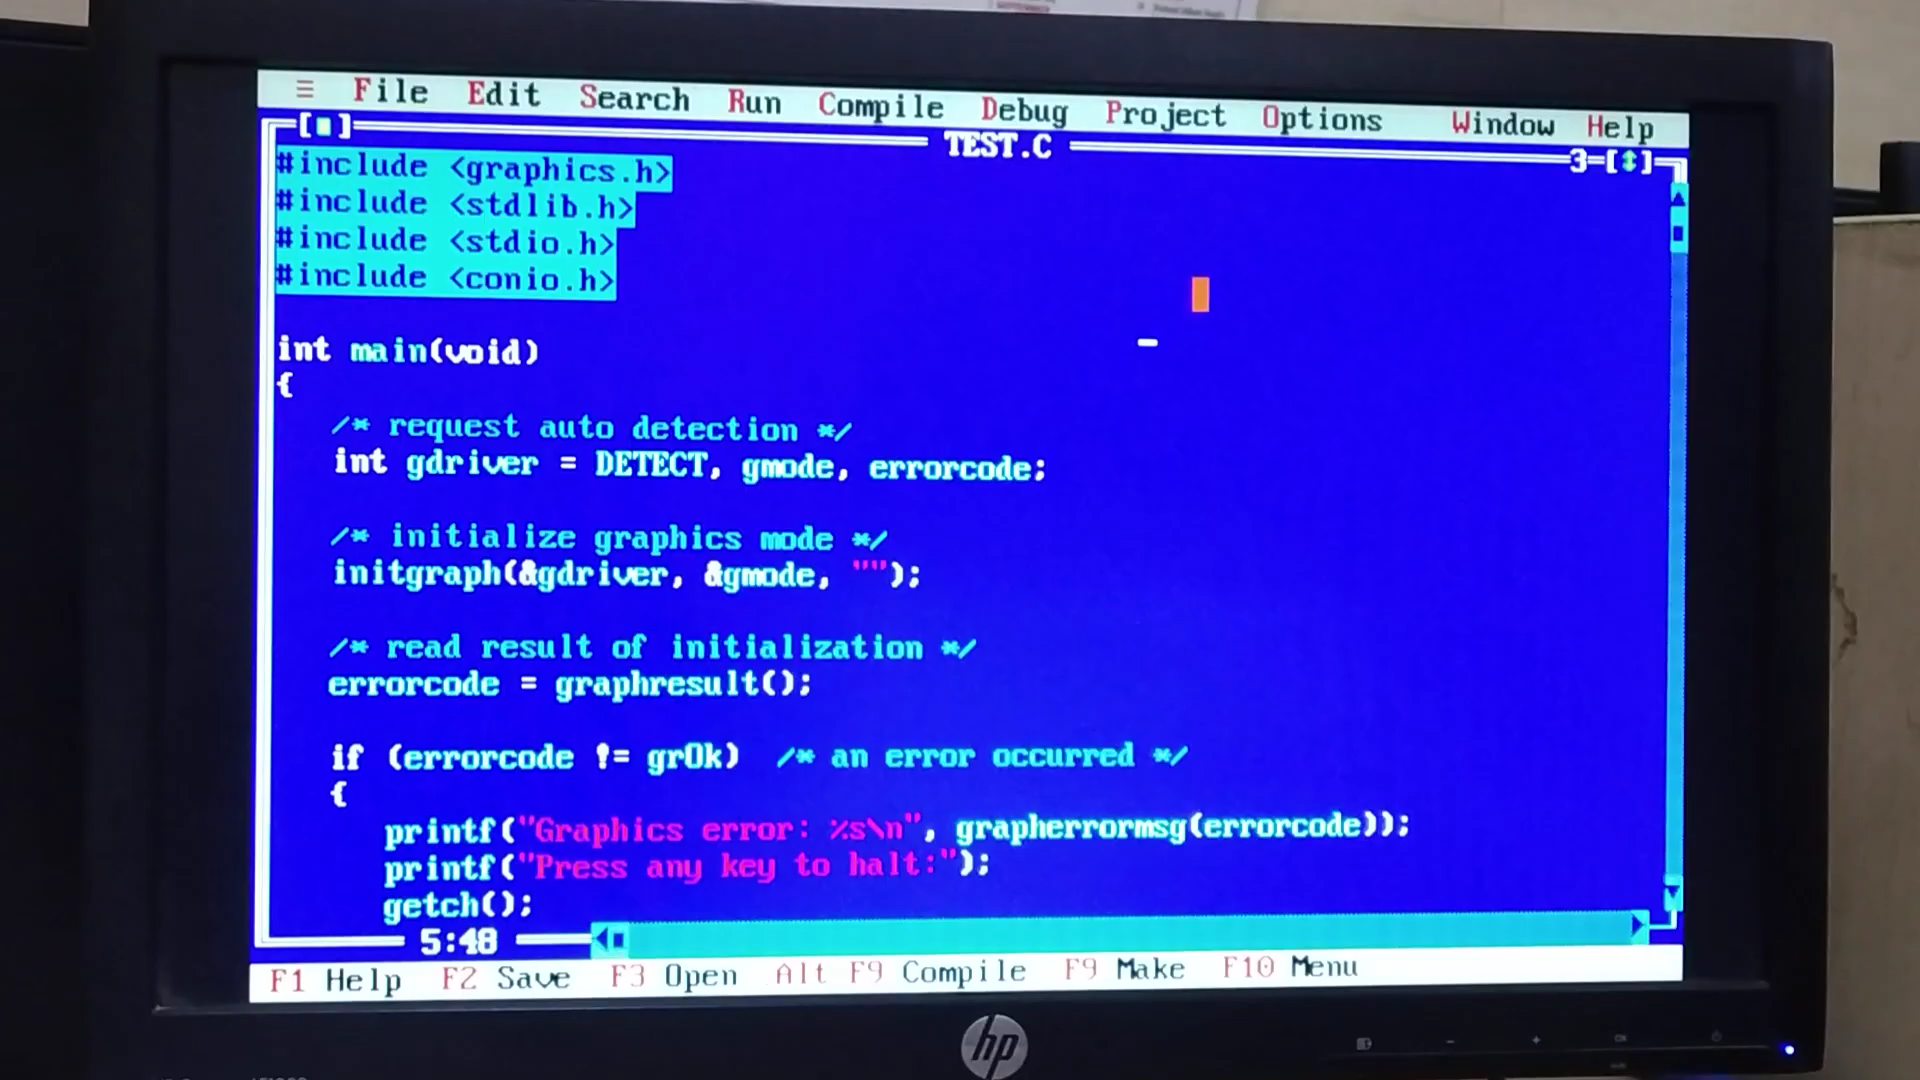 ≡ File Edit Search Run Compile Debug Project Options Window Help
[■] TEST.C 3=[↕]
#include <graphics.h>
#include <stdlib.h>
#include <stdio.h>
#include <conio.h>
int main(void)
{
/* request auto detection */
int gdriver = DETECT, gmode, errorcode;
/* initialize graphics mode */
initgraph(&gdriver, &gmode, "");
/* read result of initialization */
errorcode = graphresult();
if (errorcode != grOk) /* an error occurred */
{
printf("Graphics error: %s\n", grapherrormsg(errorcode));
printf("Press any key to halt:");
getch();
5:48
F1 Help F2 Save F3 Open Alt F9 Compile F9 Make F10 Menu
hp